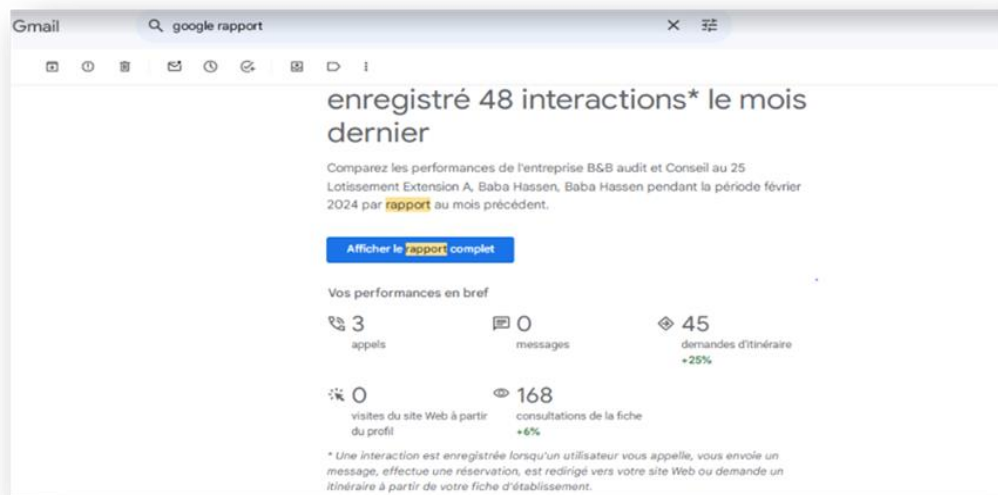 Gmail
google rapport
enregistré 48 interactions* le mois
dernier
Comparez les performances de l'entreprise B&B audit et Conseil au 25
Lotissement Extension A, Baba Hassen, Baba Hassen pendant la période février
2024 par rapport au mois précédent.
Afficher le rapport complet
Vos performances en bref
3
appels
0
messages
45
demandes d'itinéraire
+25%
0
visites du site Web à partir
du profil
168
consultations de la fiche
+6%
* Une interaction est enregistrée lorsqu'un utilisateur vous appelle, vous envoie un
message, effectue une réservation, est redirigé vers votre site Web ou demande un
itinéraire à partir de votre fiche d'établissement.